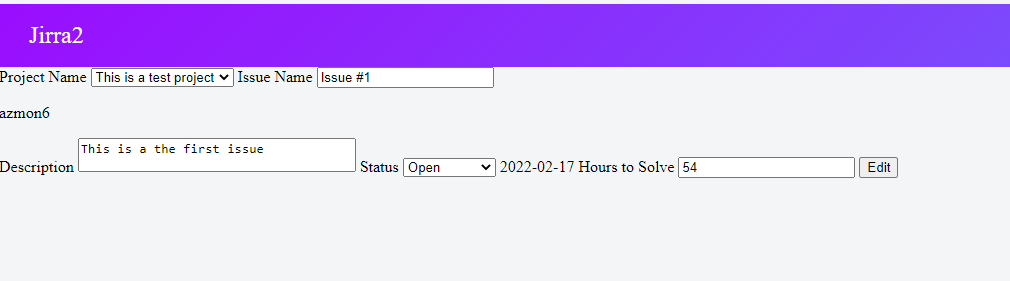 Jirra2
Project Name This is a test project Issue Name Issue #1
azmon6
Description This is a the first issue Status Open 2022-02-17 Hours to Solve 54 Edit